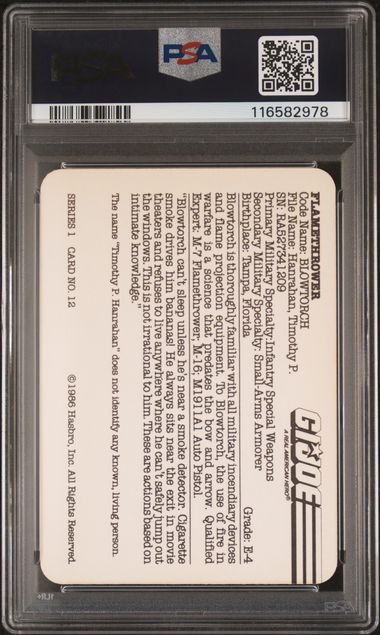 PSA
PSA
116582978
GI JOE
A REAL AMERICAN HERO
FLAMETHROWER
Code Name: BLOWTORCH
File Name: Hanrahan, Timothy P.
SN: RA527341209
Primary Military Specialty: Infantry Special Weapons
Secondary Military Specialty: Small-Arms Armorer
Birthplace: Tampa, Florida Grade: E-4
Blowtorch is thoroughly familiar with all military incendiary devices
and flame projection equipment. To Blowtorch, the use of fire in
warfare is a science that predates the bow and arrow. Qualified
Expert: M-7 Flamethrower; M-16; M1911A1 Auto Pistol.
"Blowtorch can't sleep unless he's near a smoke detector. Cigarette
smoke drives him bananas! He always sits near the exit in movie
theaters and refuses to live anywhere where he can't safely jump out
the windows. This is not irrational to him. These are actions based on
intimate knowledge."
The name "Timothy P. Hanrahan" does not identify any known, living person.
SERIES 1 CARD NO. 12 ©1986 Hasbro, Inc. All Rights Reserved.